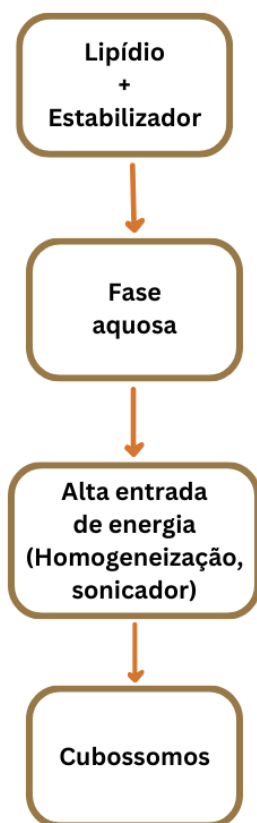 Lipídio
+
Estabilizador
Fase
aquosa
Alta entrada
de energia
(Homogeneização,
sonicador)
Cubossomos